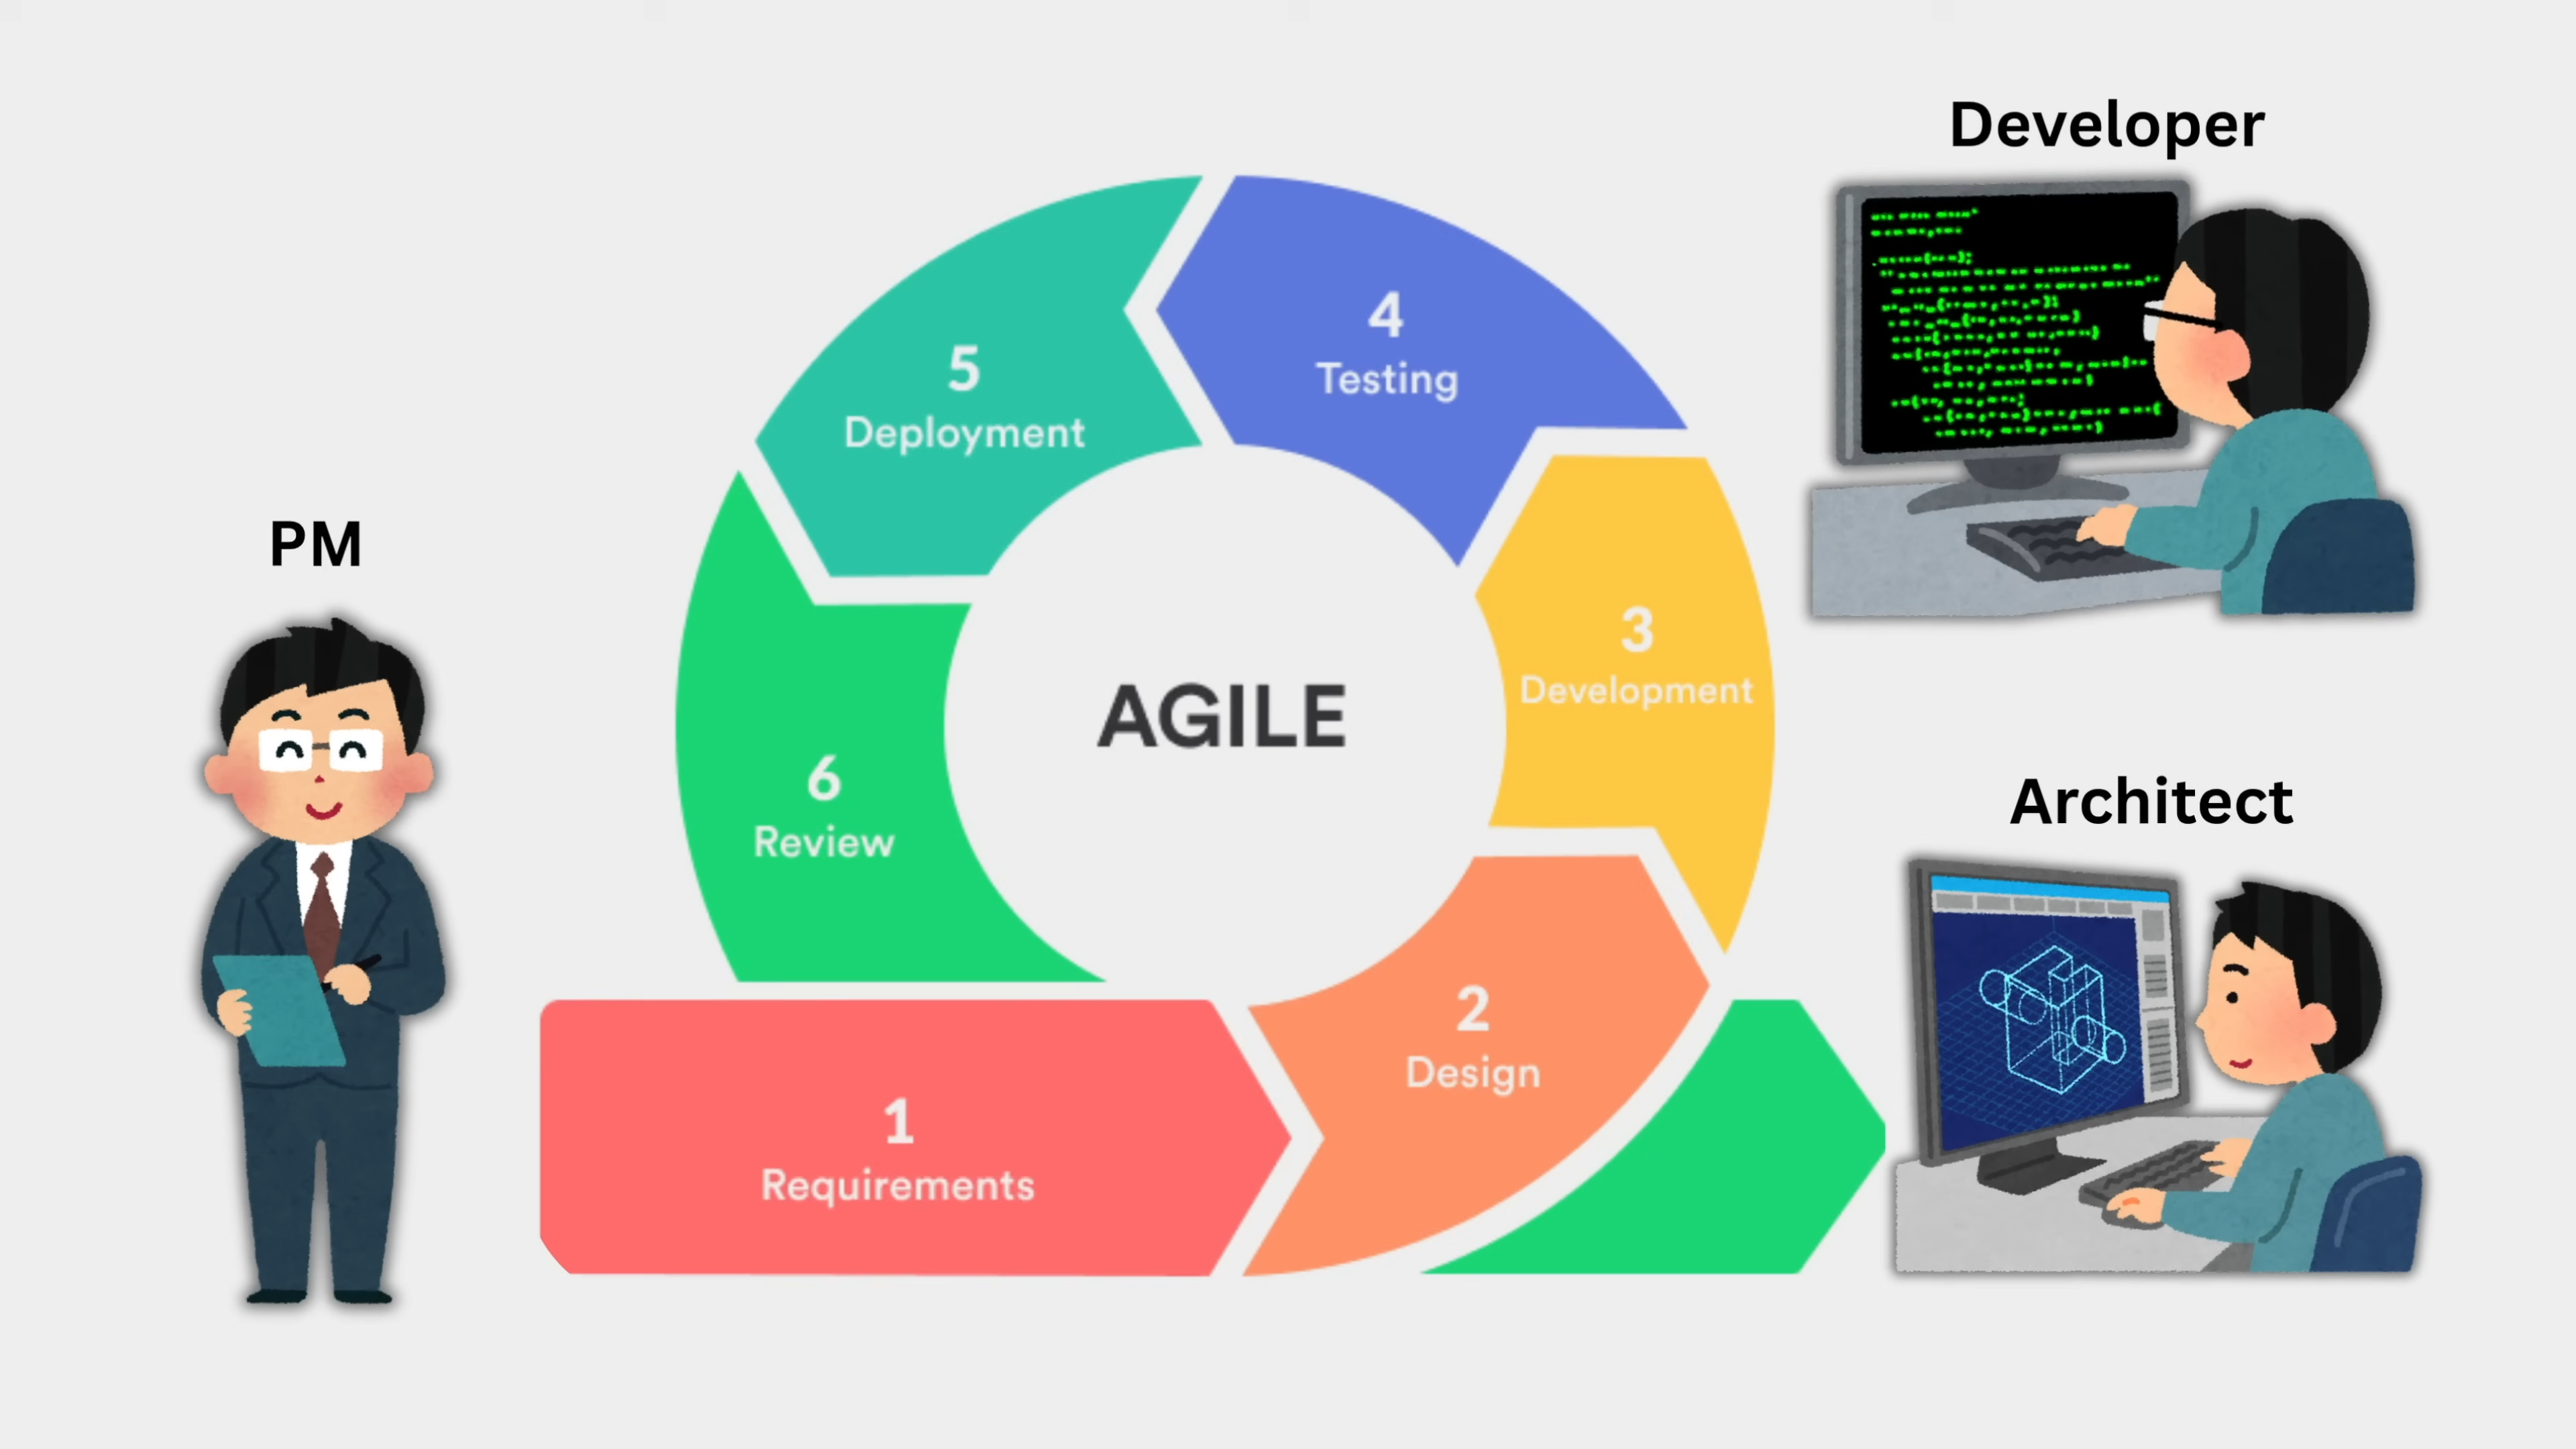 Developer
4
Testing
5
Deployment
PM
3
Development
AGILE
6
Review
Architect
2
Design
1
Requirements